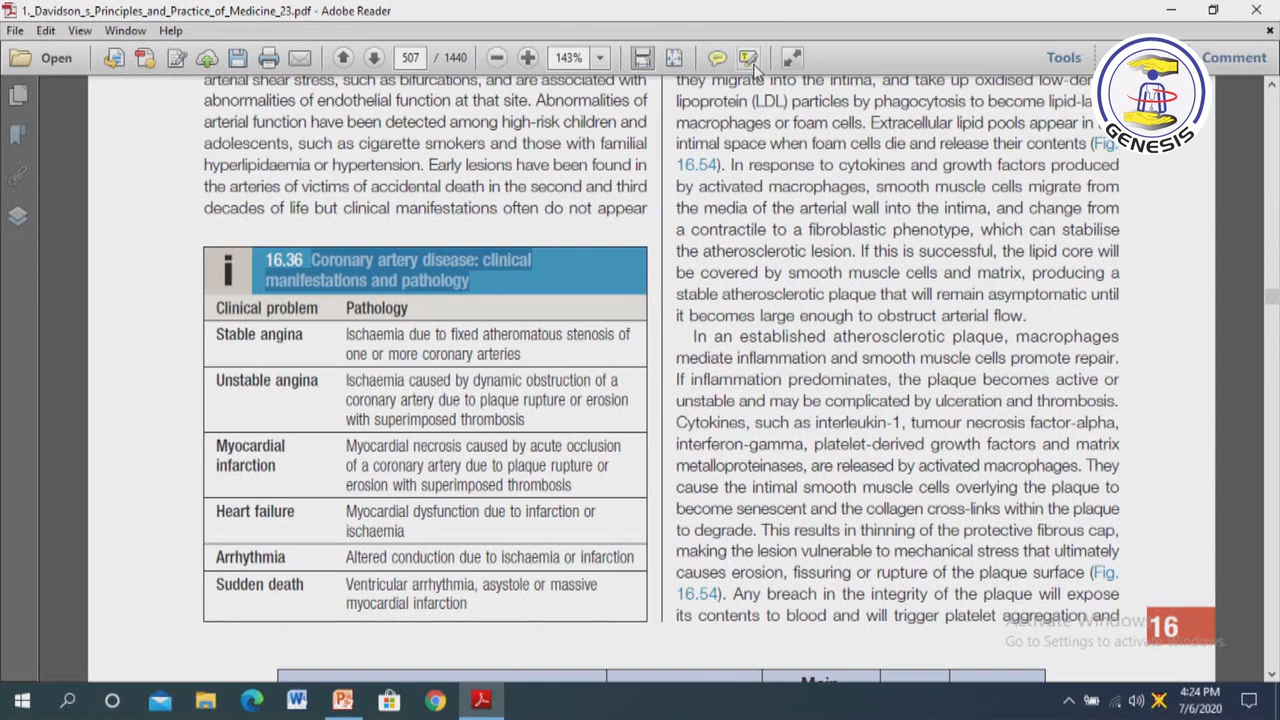 1._Davidson_s_Principles_and_Practice_of_Medicine_23.pdf - Adobe Reader
File Edit View Window Help
Open 507 / 1440 143% Tools Comment
GENESIS
arterial shear stress, such as bifurcations, and are associated with
abnormalities of endothelial function at that site. Abnormalities of
arterial function have been detected among high-risk children and
adolescents, such as cigarette smokers and those with familial
hyperlipidaemia or hypertension. Early lesions have been found in
the arteries of victims of accidental death in the second and third
decades of life but clinical manifestations often do not appear
i
16.36 Coronary artery disease: clinical
manifestations and pathology
Clinical problem Pathology
Stable angina Ischaemia due to fixed atheromatous stenosis of
one or more coronary arteries
Unstable angina Ischaemia caused by dynamic obstruction of a
coronary artery due to plaque rupture or erosion
with superimposed thrombosis
Myocardial Myocardial necrosis caused by acute occlusion
infarction of a coronary artery due to plaque rupture or
erosion with superimposed thrombosis
Heart failure Myocardial dysfunction due to infarction or
ischaemia
Arrhythmia Altered conduction due to ischaemia or infarction
Sudden death Ventricular arrhythmia, asystole or massive
myocardial infarction
they migrate into the intima, and take up oxidised
lipoprotein (LDL) particles by phagocytosis to become
macrophages or foam cells. Extracellular lipid pools appear in
intimal space when foam cells die and release their contents (Fig.
16.54). In response to cytokines and growth factors produced
by activated macrophages, smooth muscle cells migrate from
the media of the arterial wall into the intima, and change from
a contractile to a fibroblastic phenotype, which can stabilise
the atherosclerotic lesion. If this is successful, the lipid core will
be covered by smooth muscle cells and matrix, producing a
stable atherosclerotic plaque that will remain asymptomatic until
it becomes large enough to obstruct arterial flow.
In an established atherosclerotic plaque, macrophages
mediate inflammation and smooth muscle cells promote repair.
If inflammation predominates, the plaque becomes active or
unstable and may be complicated by ulceration and thrombosis.
Cytokines, such as interleukin-1, tumour necrosis factor-alpha,
interferon-gamma, platelet-derived growth factors and matrix
metalloproteinases, are released by activated macrophages. They
cause the intimal smooth muscle cells overlying the plaque to
become senescent and the collagen cross-links within the plaque
to degrade. This results in thinning of the protective fibrous cap,
making the lesion vulnerable to mechanical stress that ultimately
causes erosion, fissuring or rupture of the plaque surface (Fig.
16.54). Any breach in the integrity of the plaque will expose
its contents to blood and will trigger platelet aggregation and
16
Activate Windows
Go to Settings to activate Windows.
4:24 PM
7/6/2020